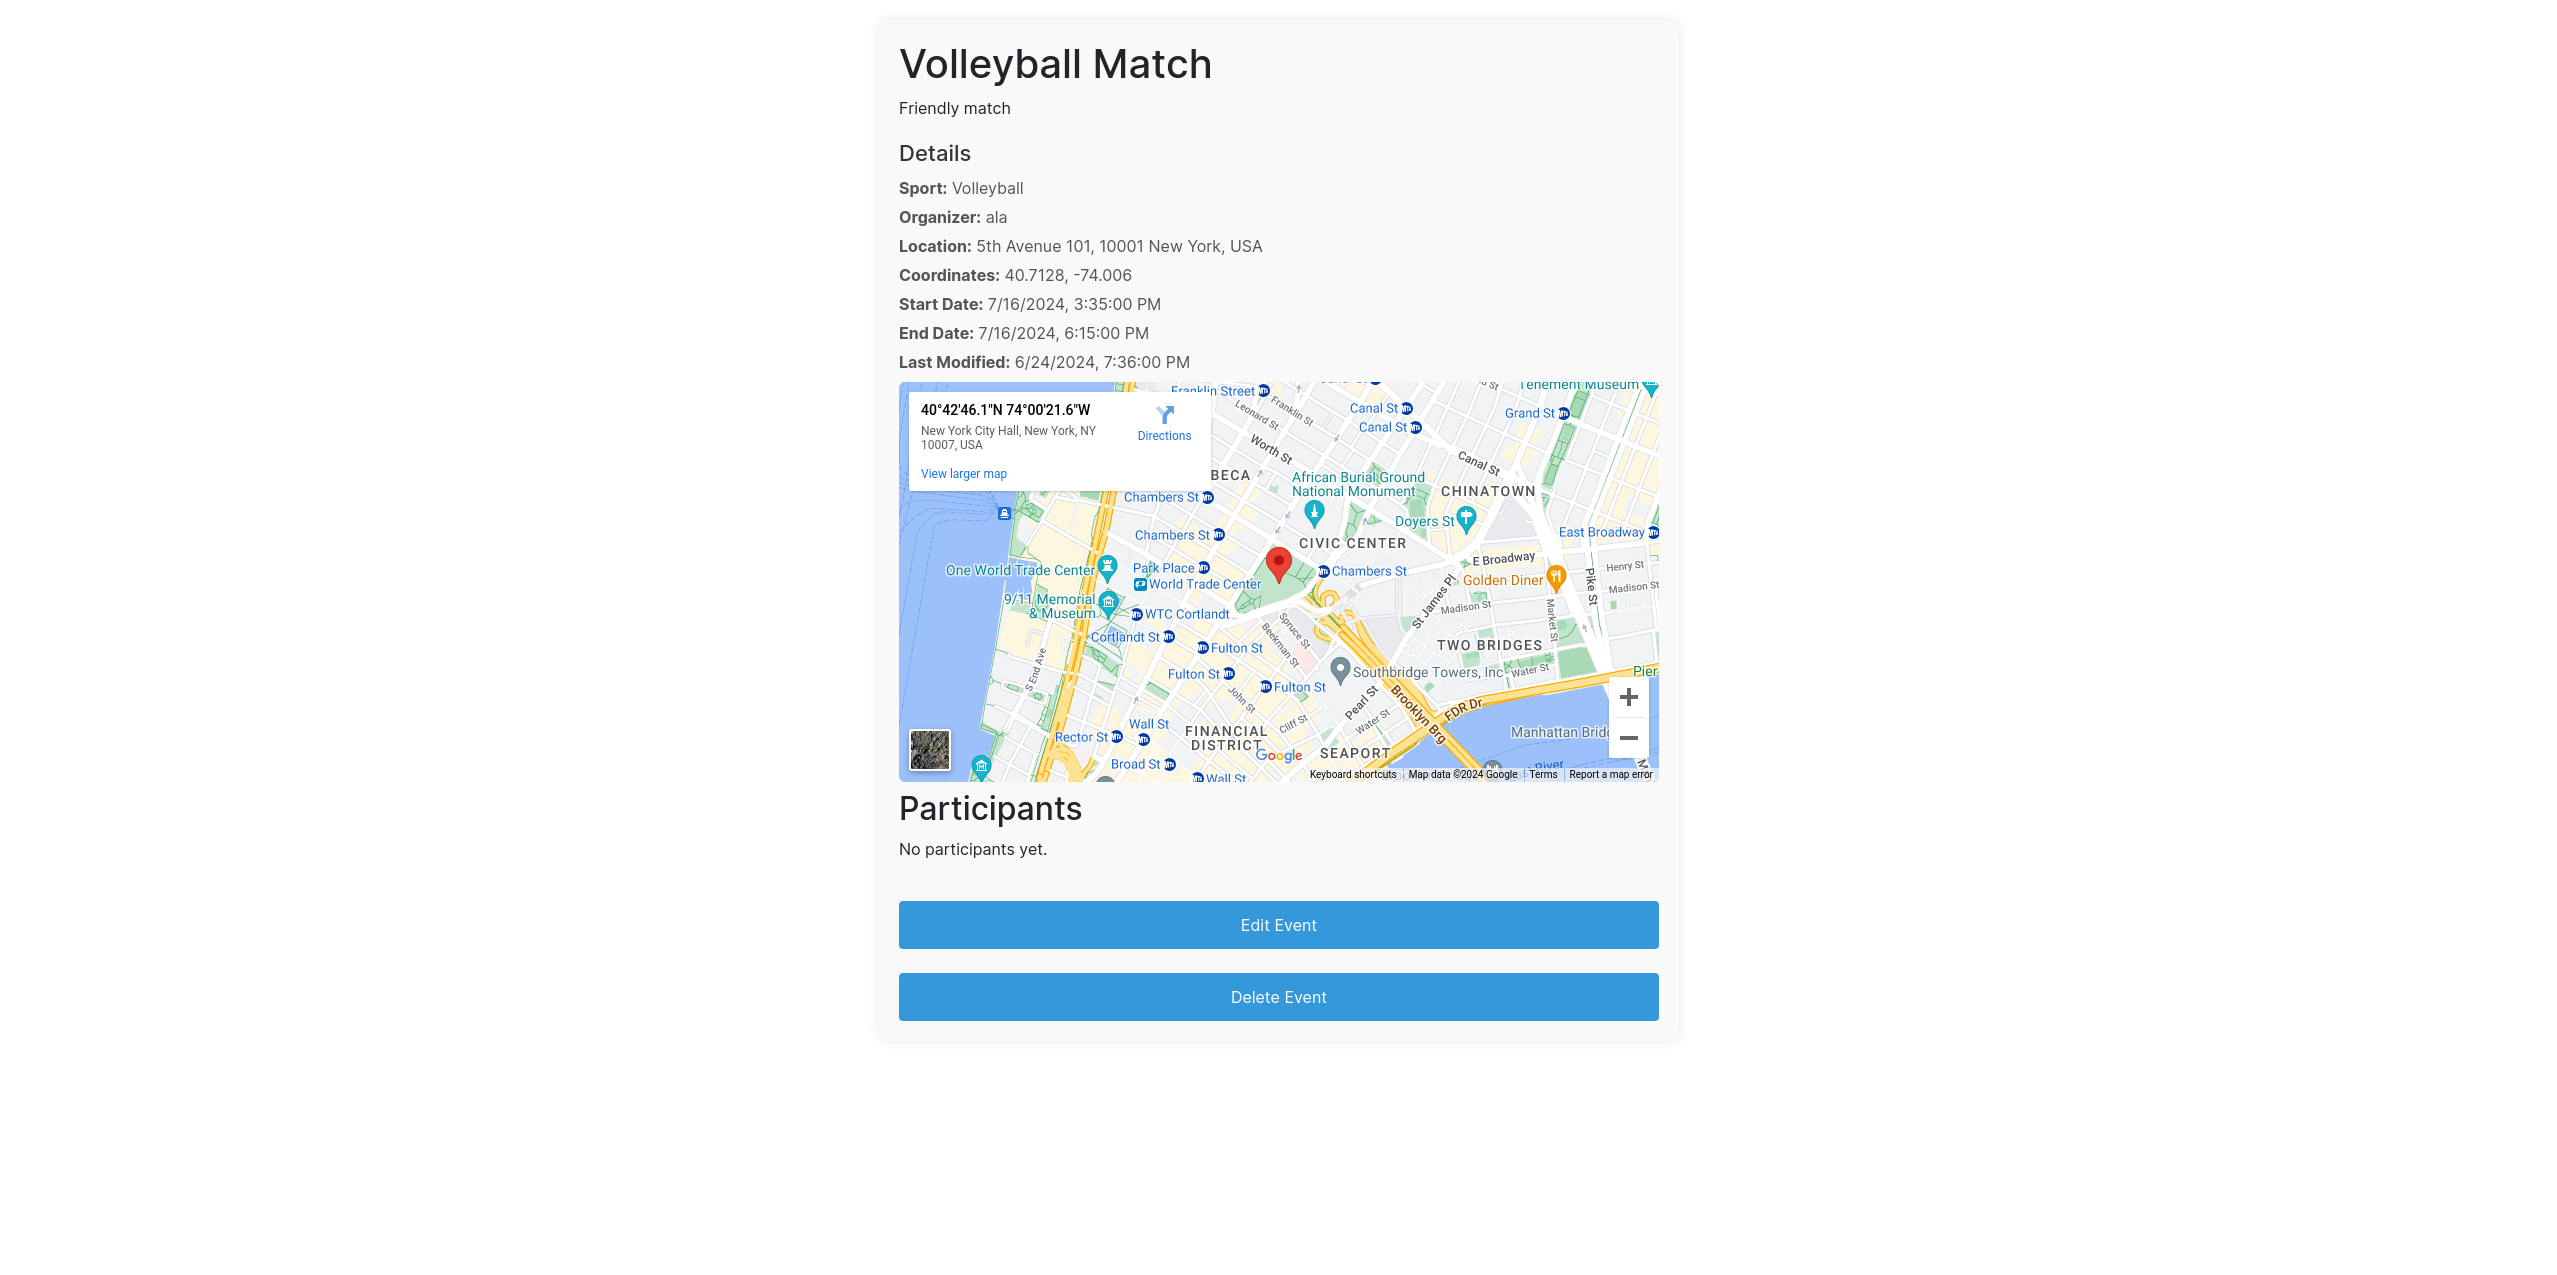 Volleyball Match
Friendly match
Details
Sport: Volleyball
Organizer: ala
Location: 5th Avenue 101, 10001 New York, USA
Coordinates: 40.7128, -74.006
Start Date: 7/16/2024, 3:35:00 PM
End Date: 7/16/2024, 6:15:00 PM
Last Modified: 6/24/2024, 7:36:00 PM
40°42'46.1"N 74°00'21.6"W
New York City Hall, New York, NY
10007, USA
Directions
View larger map
Franklin Street
Tenement Museum
Leonard St
Franklin St
Canal St
Canal St
Grand St
Worth St
Canal St
BECA
African Burial Ground
National Monument
CHINATOWN
Chambers St
Doyers St
East Broadway
Chambers St
CIVIC CENTER
E Broadway
Henry St
One World Trade Center
Park Place
Chambers St
World Trade Center
Golden Diner
Pike St
Madison St
9/11 Memorial
& Museum
WTC Cortlandt
St James Pl
Madison St
Market St
Cortlandt St
Spruce St
Beekman St
Fulton St
TWO BRIDGES
S End Ave
Fulton St
Southbridge Towers, Inc
Water St
Pier
Fulton St
John St
Pearl St
Brooklyn Brg
FDR Dr
Wall St
Cliff St
Water St
Rector St
FINANCIAL
DISTRICT
Manhattan Bridg
Google
SEAPORT
Broad St
River
Wall St
Keyboard shortcuts
Map data ©2024 Google
Terms
Report a map error
Participants
No participants yet.
Edit Event
Delete Event